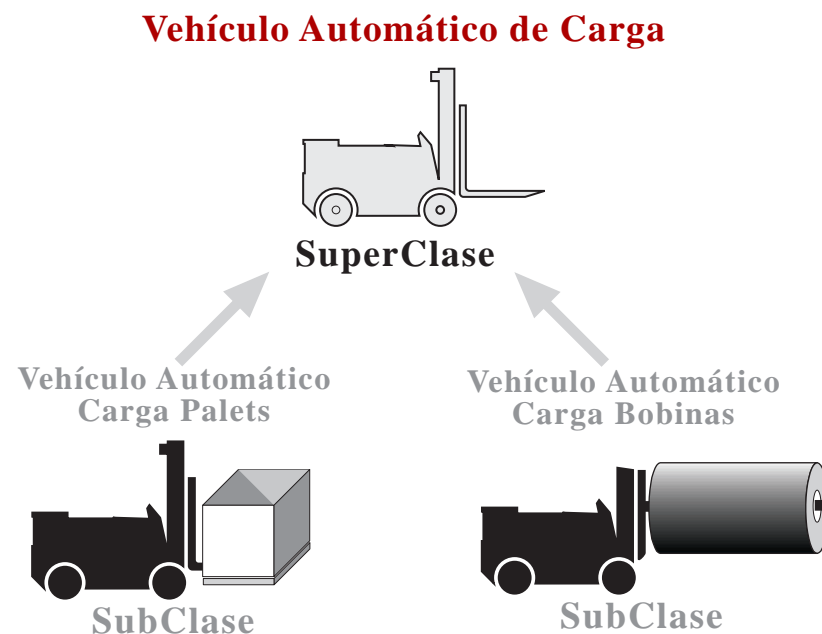 Vehículo Automático de Carga
SuperClase
Vehículo Automático
Carga Palets
SubClase
Vehículo Automático
Carga Bobinas
SubClase